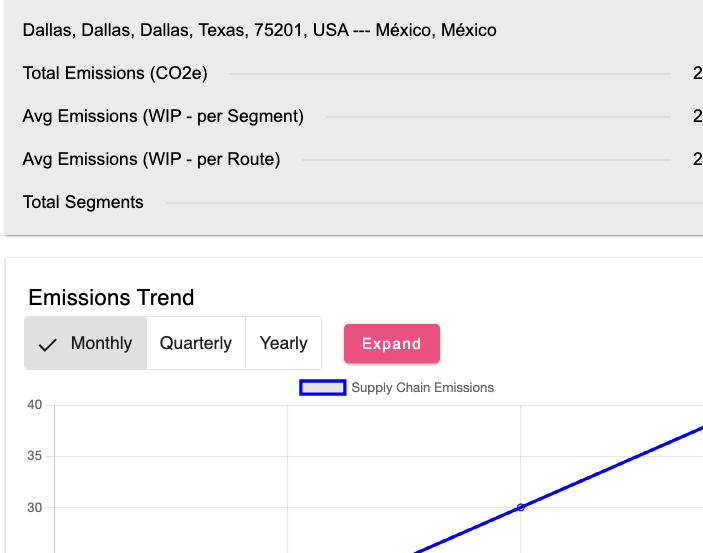 Dallas, Dallas, Dallas, Texas, 75201, USA --- México, México
Total Emissions (CO2e) 2
Avg Emissions (WIP - per Segment) 2
Avg Emissions (WIP - per Route) 2
Total Segments
Emissions Trend
Monthly Quarterly Yearly Expand
Supply Chain Emissions
40
35
30